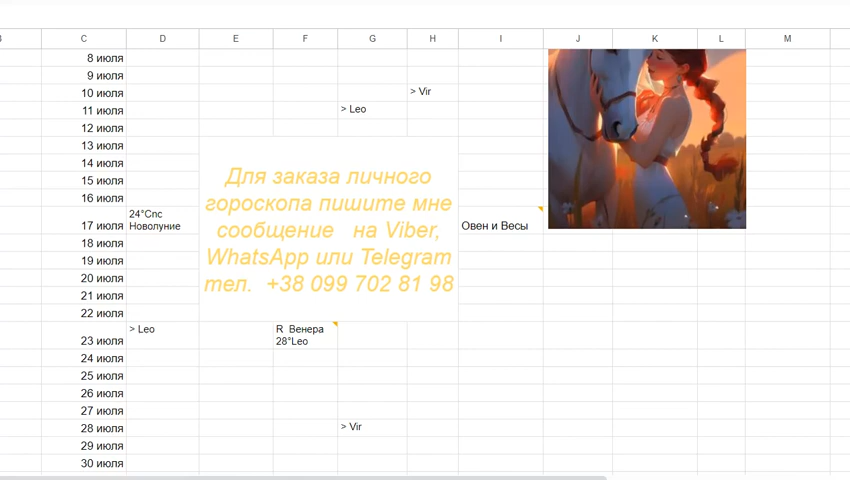 C D E F G H I J K L M
8 июля
9 июля
10 июля > Vir
11 июля > Leo
12 июля
13 июля
14 июля
15 июля
16 июля
24°Cnc
Новолуние
17 июля
Овен и Весы
18 июля
19 июля
20 июля
21 июля
22 июля
Для заказа личного
гороскопа пишите мне
сообщение на Viber,
WhatsApp или Telegram
тел. +38 099 702 81 98
> Leo
R Венера
28°Leo
23 июля
24 июля
25 июля
26 июля
27 июля
28 июля > Vir
29 июля
30 июля